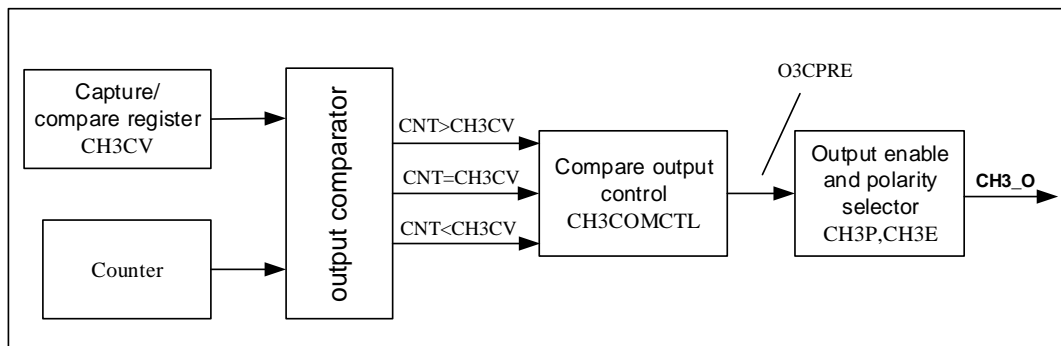 O3CPRE
Capture/
compare register
CH3CV
output comparator
CNT>CH3CV
CNT=CH3CV
CNT<CH3CV
Compare output
control
CH3COMCTL
Output enable
and polarity
selector
CH3P,CH3E
CH3_O
Counter